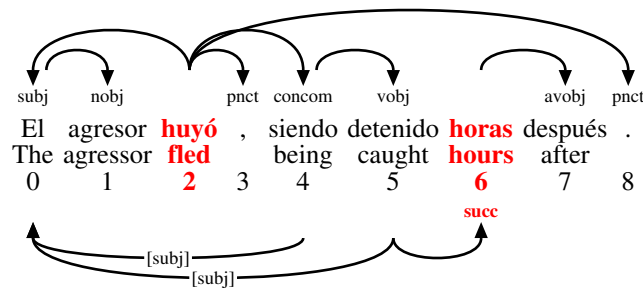 subj nobj pnct concom vobj avobj pnct
El agresor huyó , siendo detenido horas después .
The agressor fled being caught hours after
0 1 2 3 4 5 6 7 8
succ
[subj]
[subj]